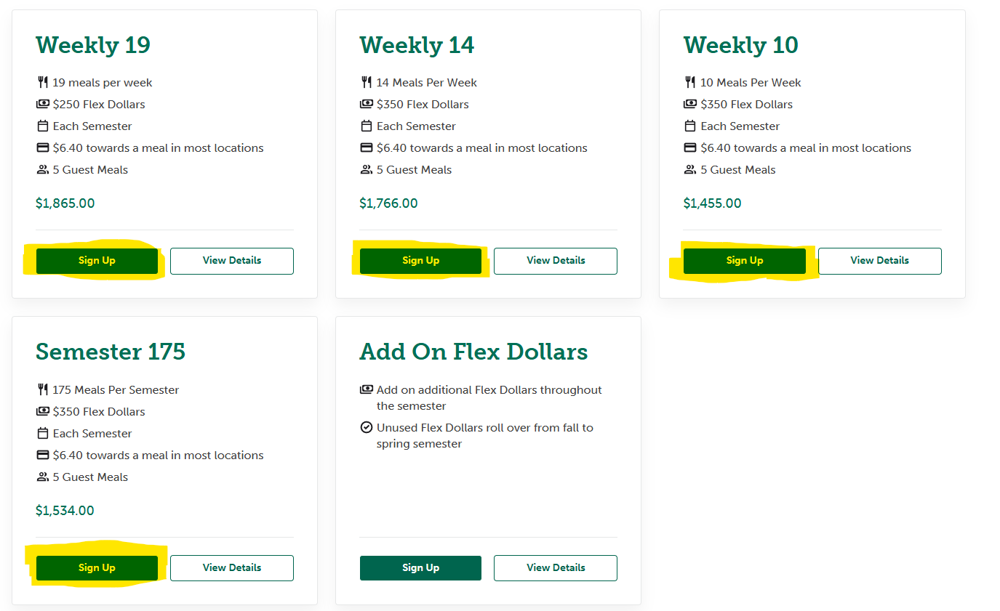 Weekly 19
19 meals per week
$250 Flex Dollars
Each Semester
$6.40 towards a meal in most locations
5 Guest Meals
$1,865.00
Sign Up
View Details
Weekly 14
14 Meals Per Week
$350 Flex Dollars
Each Semester
$6.40 towards a meal in most locations
5 Guest Meals
$1,766.00
Sign Up
View Details
Weekly 10
10 Meals Per Week
$350 Flex Dollars
Each Semester
$6.40 towards a meal in most locations
5 Guest Meals
$1,455.00
Sign Up
View Details
Semester 175
175 Meals Per Semester
$350 Flex Dollars
Each Semester
$6.40 towards a meal in most locations
5 Guest Meals
$1,534.00
Sign Up
View Details
Add On Flex Dollars
Add on additional Flex Dollars throughout
the semester
Unused Flex Dollars roll over from fall to
spring semester
Sign Up
View Details